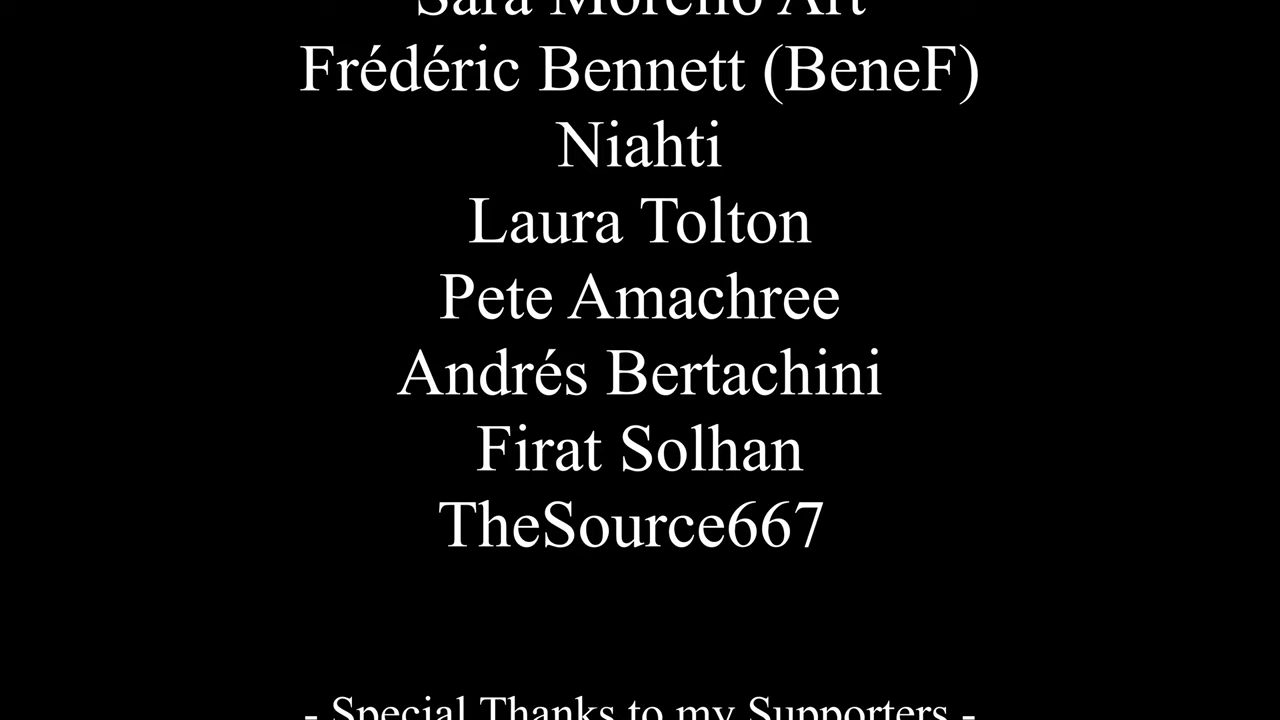 Sara Moreno Art
Frédéric Bennett (BeneF)
Niahti
Laura Tolton
Pete Amachree
Andrés Bertachini
Firat Solhan
TheSource667
- Special Thanks to my Supporters -